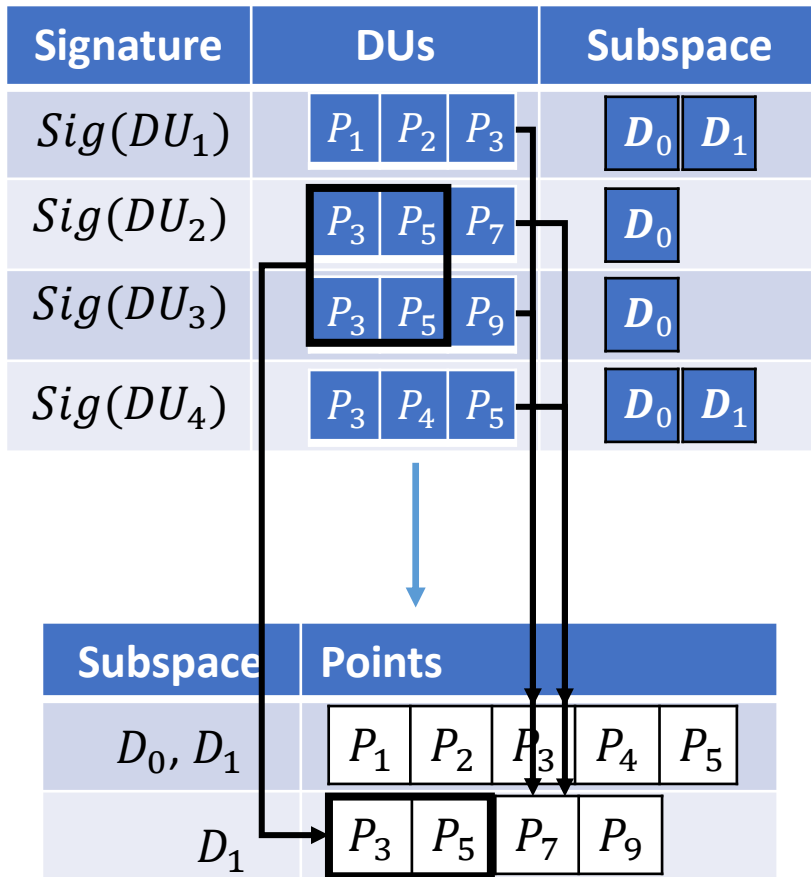 Signature DUs Subspace
Sig(DU₁) P₁ P₂ P₃ D₀ D₁
Sig(DU₂) P₃ P₅ P₇ D₀
Sig(DU₃) P₃ P₅ P₉ D₀
Sig(DU₄) P₃ P₄ P₅ D₀ D₁
Subspace Points
D₀, D₁ P₁ P₂ P₃ P₄ P₅
D₁ P₃ P₅ P₇ P₉